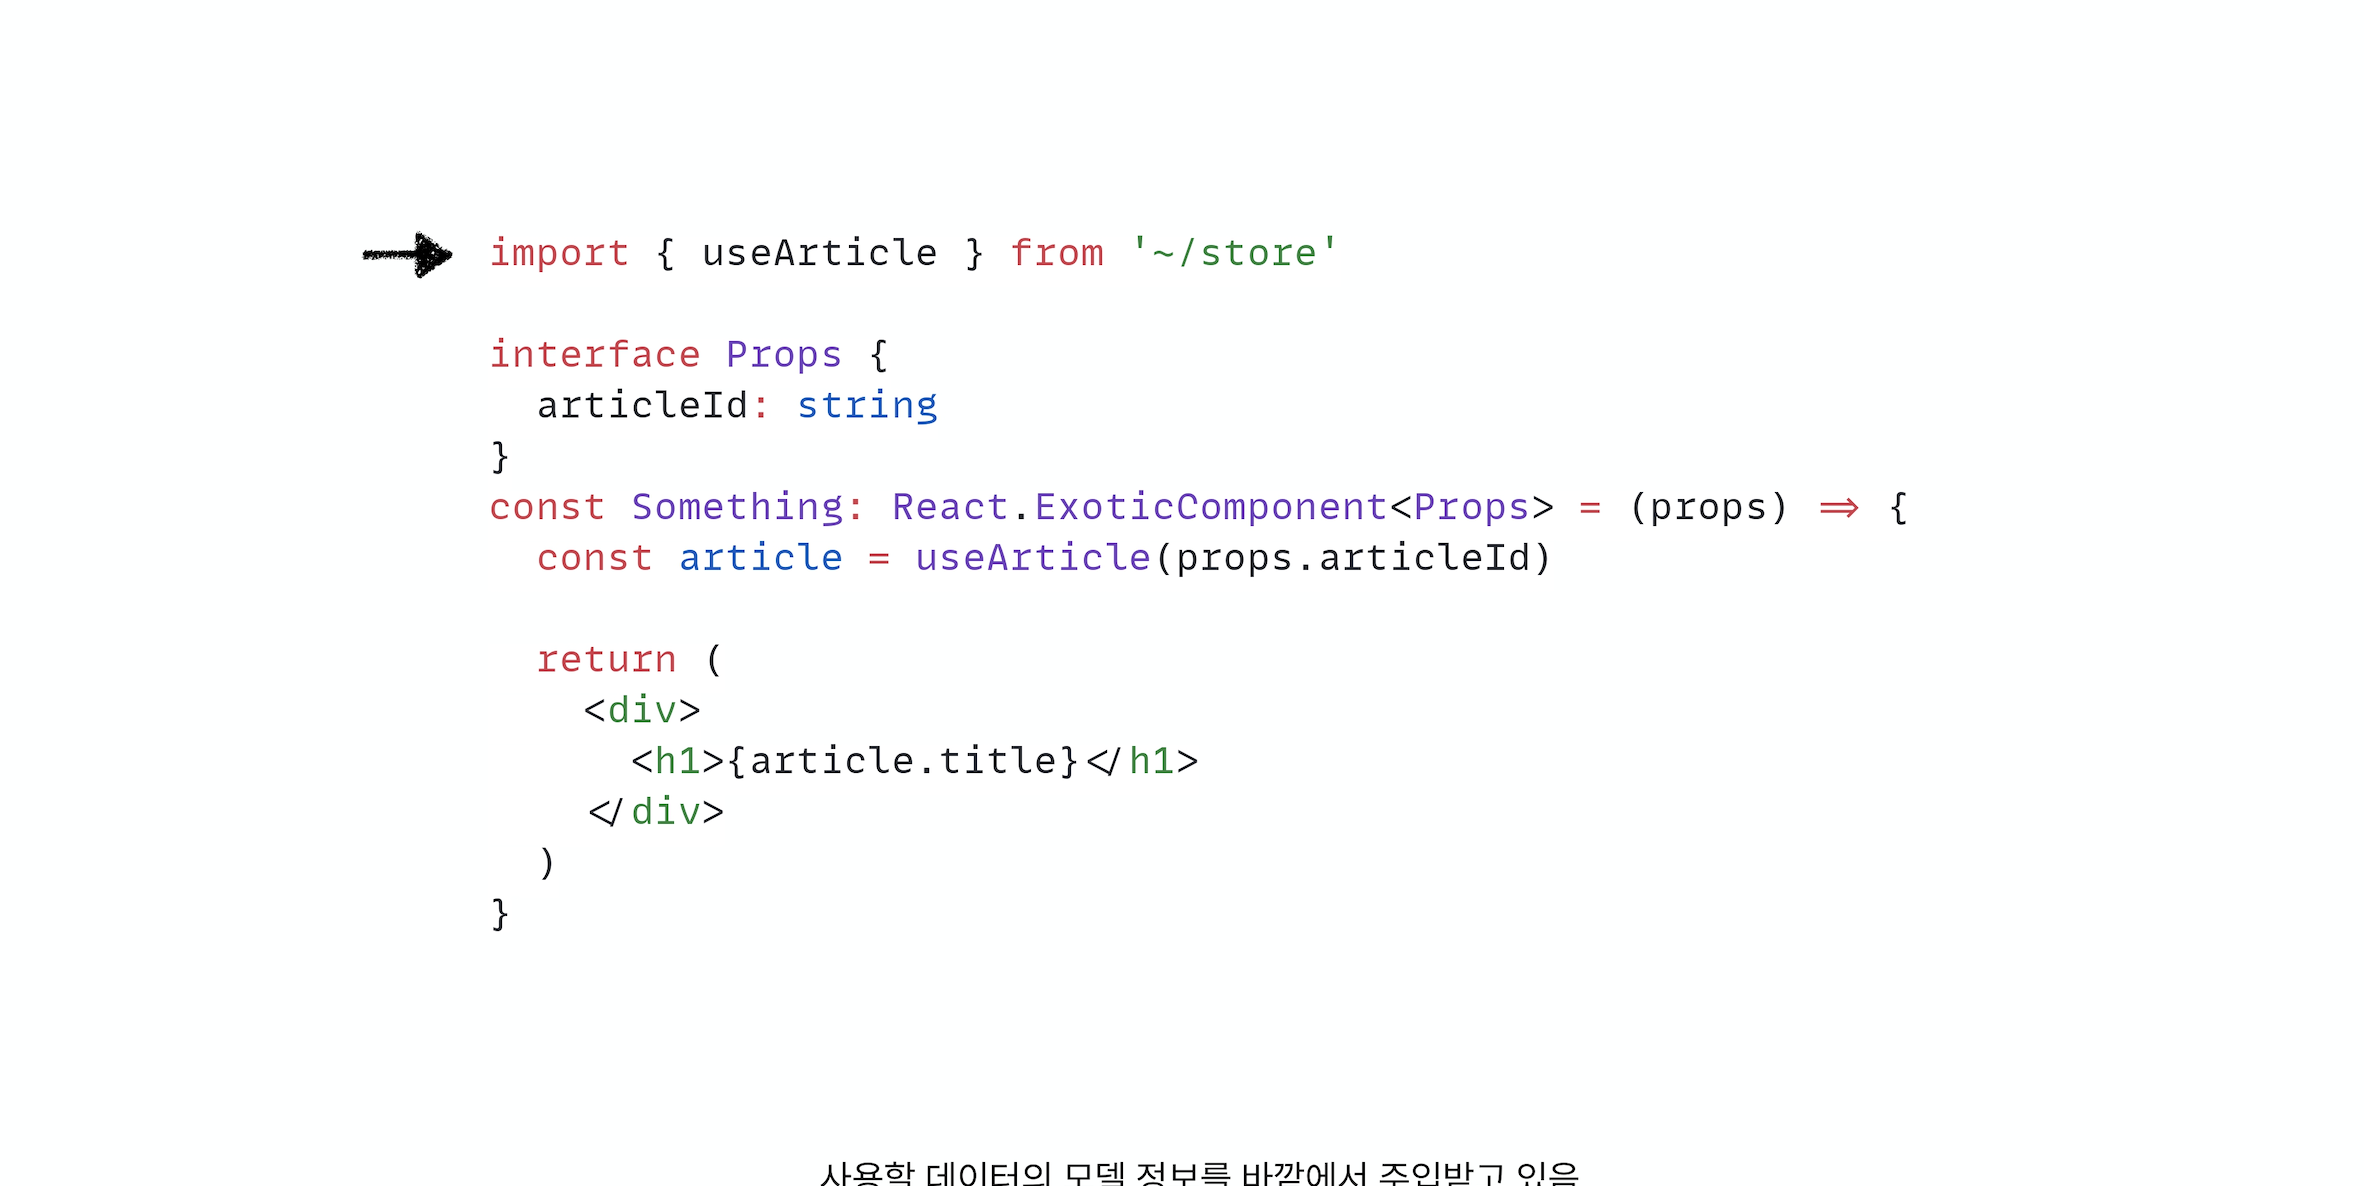 import { useArticle } from '~/store'
interface Props {
articleId: string
}
const Something: React.ExoticComponent<Props> = (props) => {
const article = useArticle(props.articleId)
return (
<div>
<h1>{article.title}</h1>
</div>
)
}
사용할 데이터의 모델 정보를 바깥에서 주입받고 있음